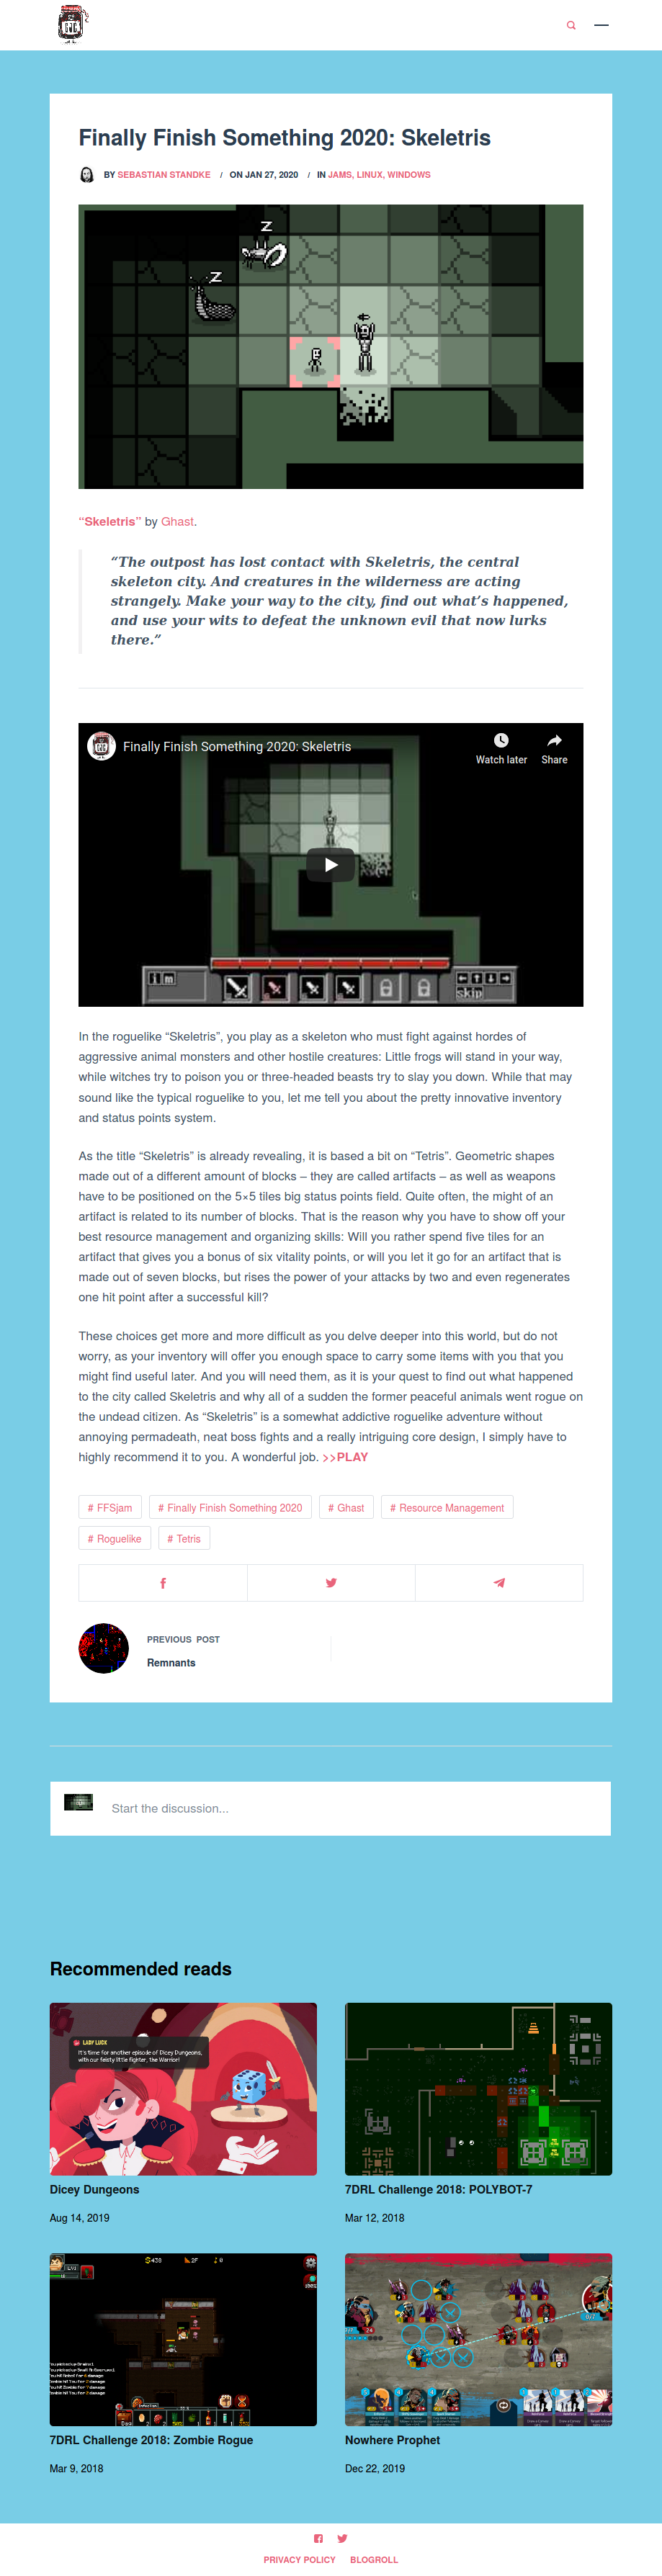 GJC
Finally Finish Something 2020: Skeletris
BY SEBASTIAN STANDKE / ON JAN 27, 2020 / IN JAMS, LINUX, WINDOWS
Z
Z
“Skeletris” by Ghast.
“The outpost has lost contact with Skeletris, the central
skeleton city. And creatures in the wilderness are acting
strangely. Make your way to the city, find out what’s happened,
and use your wits to defeat the unknown evil that now lurks
there.”
Finally Finish Something 2020: Skeletris
Watch later
Share
skip
In the roguelike “Skeletris”, you play as a skeleton who must fight against hordes of
aggressive animal monsters and other hostile creatures: Little frogs will stand in your way,
while witches try to poison you or three-headed beasts try to slay you down. While that may
sound like the typical roguelike to you, let me tell you about the pretty innovative inventory
and status points system.
As the title “Skeletris” is already revealing, it is based a bit on “Tetris”. Geometric shapes
made out of a different amount of blocks – they are called artifacts – as well as weapons
have to be positioned on the 5×5 tiles big status points field. Quite often, the might of an
artifact is related to its number of blocks. That is the reason why you have to show off your
best resource management and organizing skills: Will you rather spend five tiles for an
artifact that gives you a bonus of six vitality points, or will you let it go for an artifact that is
made out of seven blocks, but rises the power of your attacks by two and even regenerates
one hit point after a successful kill?
These choices get more and more difficult as you delve deeper into this world, but do not
worry, as your inventory will offer you enough space to carry some items with you that you
might find useful later. And you will need them, as it is your quest to find out what happened
to the city called Skeletris and why all of a sudden the former peaceful animals went rogue on
the undead citizen. As “Skeletris” is a somewhat addictive roguelike adventure without
annoying permadeath, neat boss fights and a really intriguing core design, I simply have to
highly recommend it to you. A wonderful job. >>PLAY
# FFSjam # Finally Finish Something 2020 # Ghast # Resource Management
# Roguelike # Tetris
PREVIOUS POST
Remnants
Start the discussion...
Recommended reads
LADY LUCK
It's time for another episode of Dicey Dungeons,
with our feisty little fighter, the Warrior!
Dicey Dungeons
Aug 14, 2019
7DRL Challenge 2018: POLYBOT-7
Mar 12, 2018
7DRL Challenge 2018: Zombie Rogue
Mar 9, 2018
Nowhere Prophet
Dec 22, 2019
PRIVACY POLICY BLOGROLL